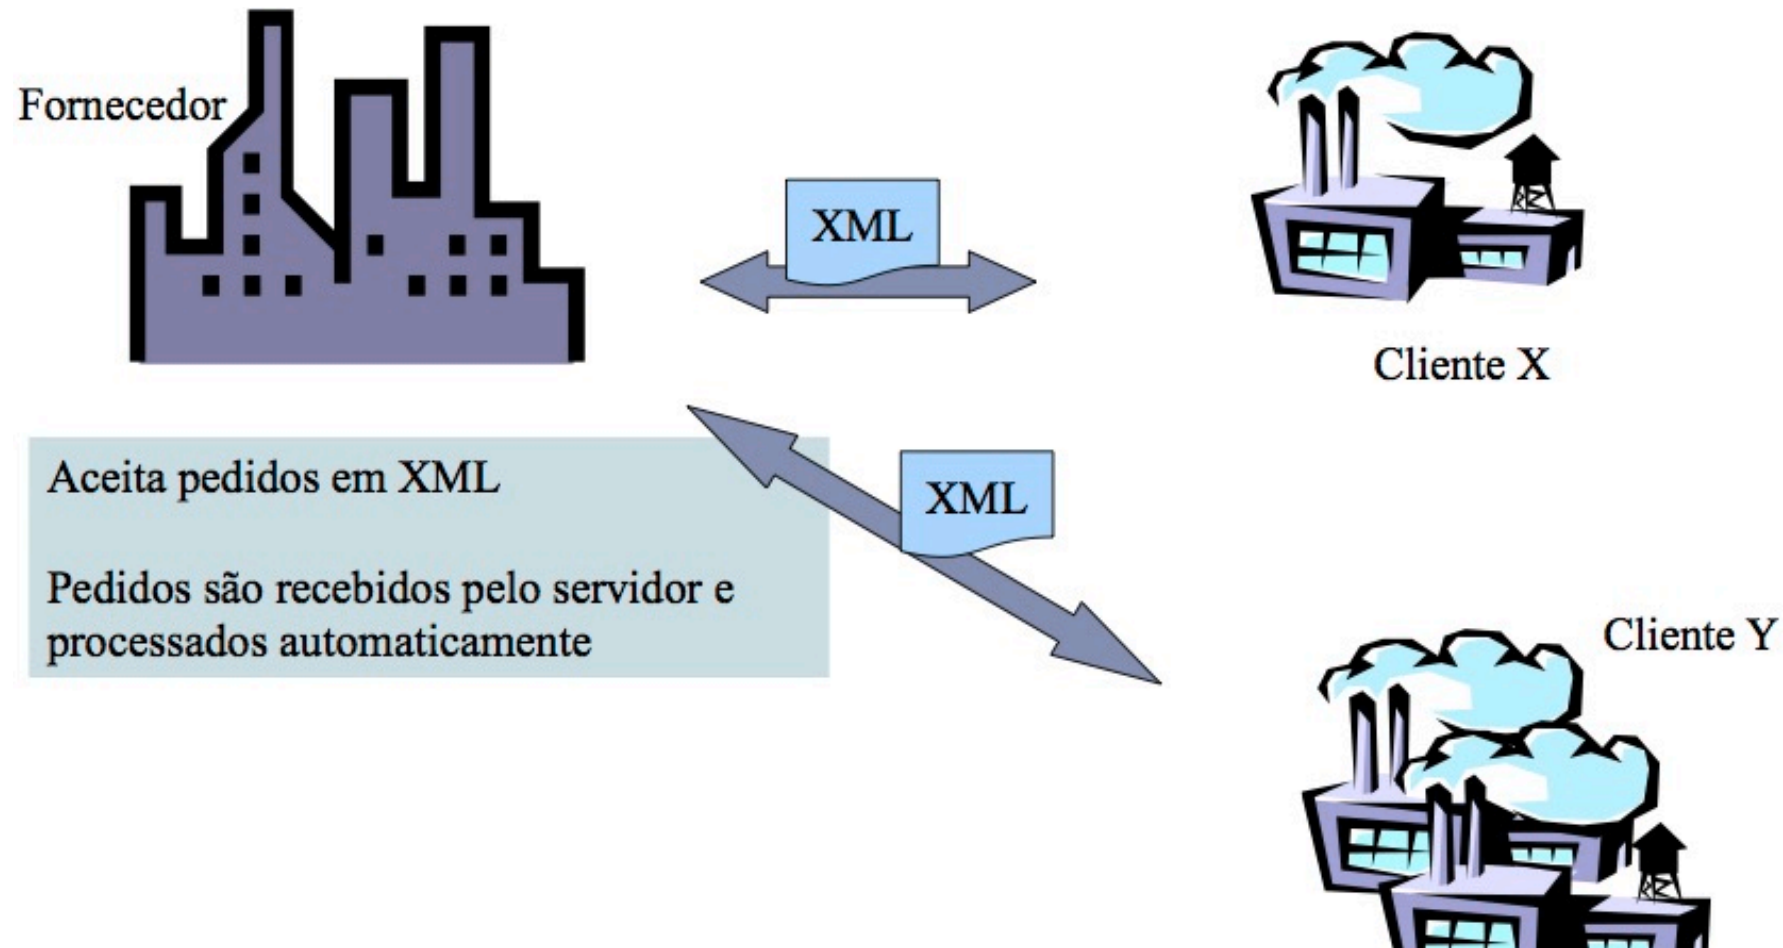 Fornecedor
XML
Cliente X
Aceita pedidos em XML
XML
Pedidos são recebidos pelo servidor e
processados automaticamente
Cliente Y